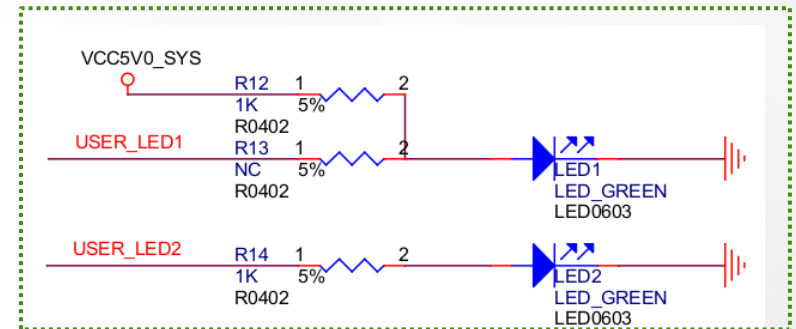 VCC5V0_SYS
R12 1 2
1K 5%
R0402
USER_LED1 R13 1 2
NC 5%
R0402
LED1
LED_GREEN
LED0603
USER_LED2 R14 1 2
1K 5%
R0402
LED2
LED_GREEN
LED0603